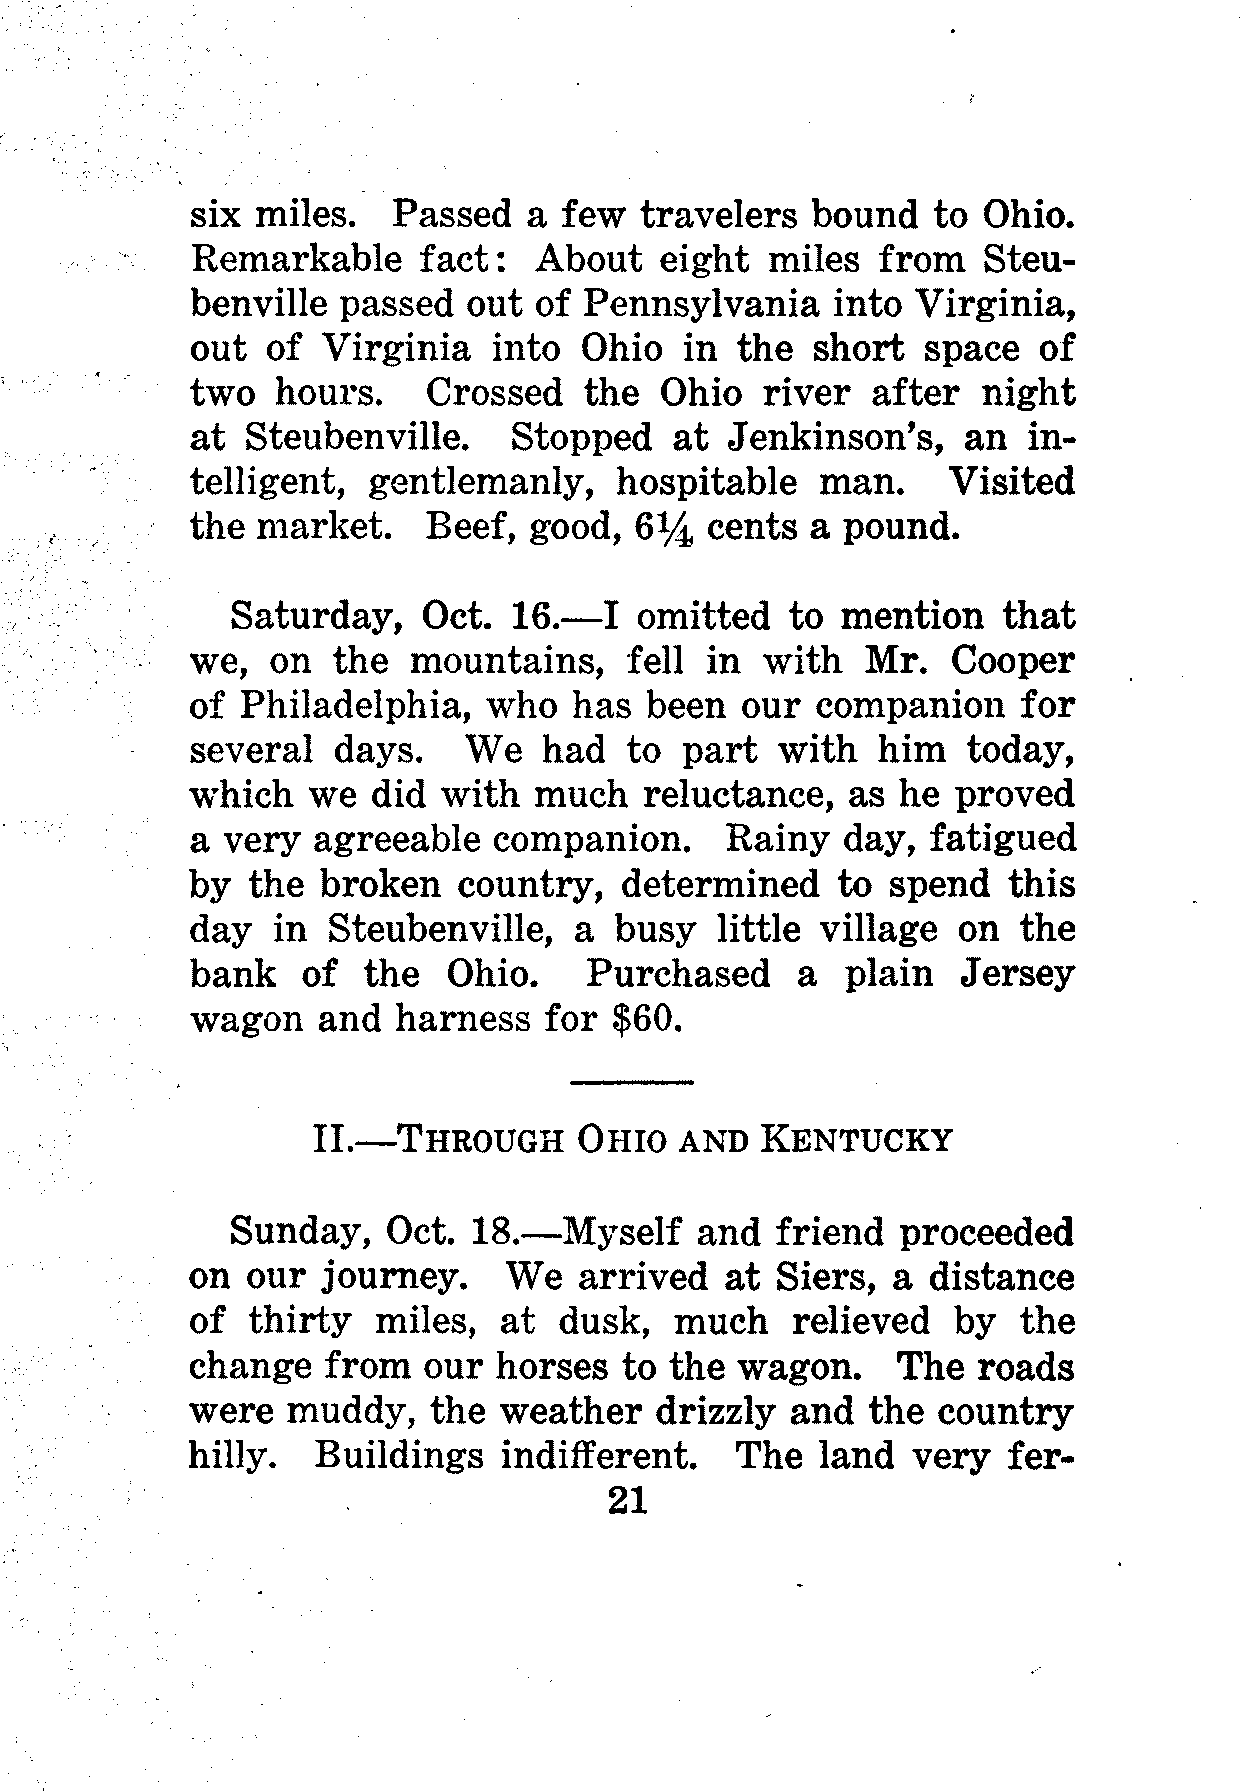 six miles. Passed a few travelers bound to Ohio.
Remarkable fact: About eight miles from Steu-
benville passed out of Pennsylvania into Virginia,
out of Virginia into Ohio in the short space of
two hours. Crossed the Ohio river after night
at Steubenville. Stopped at Jenkinson's, an in-
telligent, gentlemanly, hospitable man. Visited
the market. Beef, good, 6¼ cents a pound.
Saturday, Oct. 16.—I omitted to mention that
we, on the mountains, fell in with Mr. Cooper
of Philadelphia, who has been our companion for
several days. We had to part with him today,
which we did with much reluctance, as he proved
a very agreeable companion. Rainy day, fatigued
by the broken country, determined to spend this
day in Steubenville, a busy little village on the
bank of the Ohio. Purchased a plain Jersey
wagon and harness for $60.
II.—THROUGH OHIO AND KENTUCKY
Sunday, Oct. 18.—Myself and friend proceeded
on our journey. We arrived at Siers, a distance
of thirty miles, at dusk, much relieved by the
change from our horses to the wagon. The roads
were muddy, the weather drizzly and the country
hilly. Buildings indifferent. The land very fer-
21